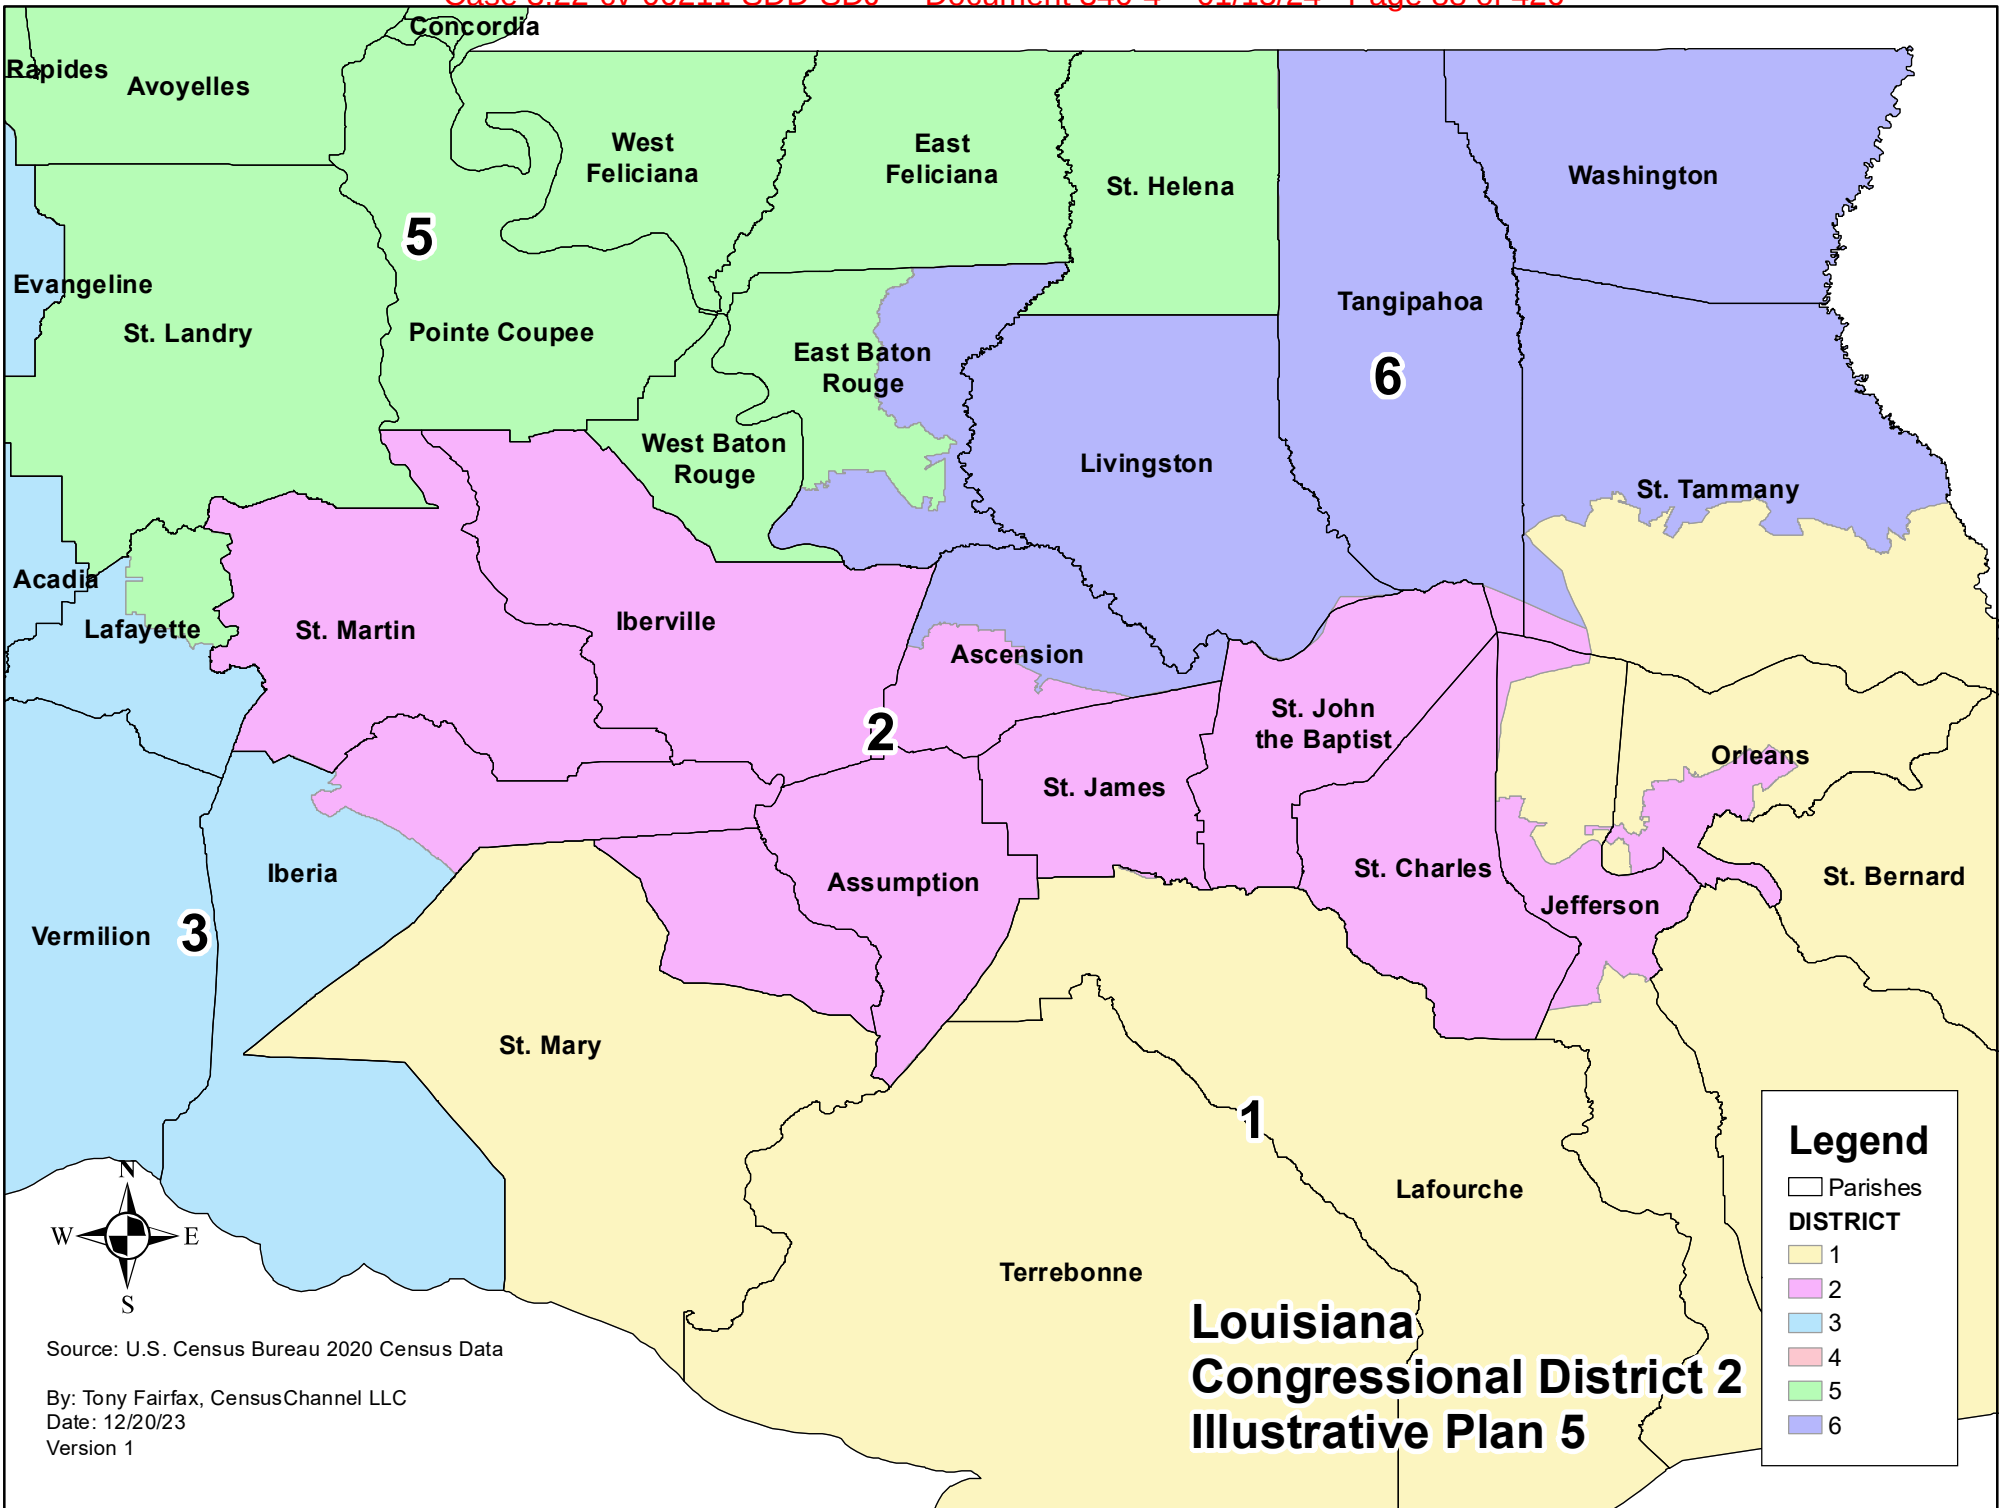 Concordia
Rapides
Avoyelles
West
Feliciana
East
Feliciana
St. Helena
Washington
5
Evangeline
St. Landry
Pointe Coupee
East Baton
Rouge
Tangipahoa
6
West Baton
Rouge
Livingston
St. Tammany
Acadia
Lafayette
St. Martin
Iberville
Ascension
2
St. John
the Baptist
Orleans
St. James
Iberia
Assumption
St. Charles
St. Bernard
Jefferson
Vermilion
3
St. Mary
1
Lafourche
Terrebonne
N
W
E
S
Legend
Parishes
DISTRICT
1
2
3
4
5
6
Louisiana
Congressional District 2
Illustrative Plan 5
Source: U.S. Census Bureau 2020 Census Data
By: Tony Fairfax, CensusChannel LLC
Date: 12/20/23
Version 1